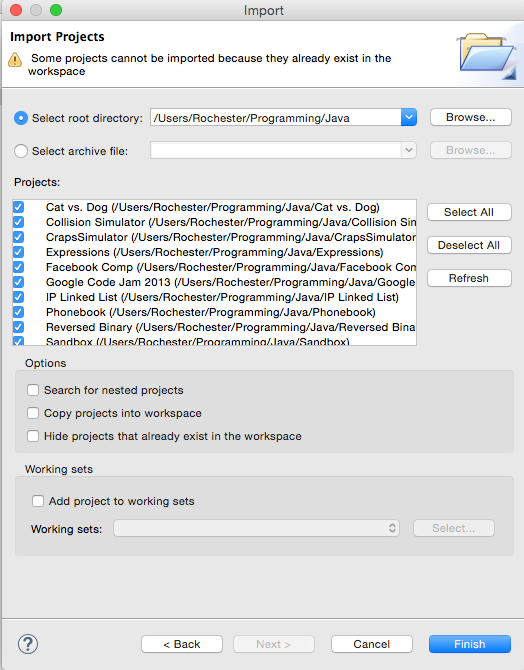 Import
Import Projects
Some projects cannot be imported because they already exist in the
workspace
Select root directory: /Users/Rochester/Programming/Java Browse...
Select archive file: Browse...
Projects:
Cat vs. Dog (/Users/Rochester/Programming/Java/Cat vs. Dog)
Collision Simulator (/Users/Rochester/Programming/Java/Collision Sin
CrapsSimulator (/Users/Rochester/Programming/Java/CrapsSimulator
Expressions (/Users/Rochester/Programming/Java/Expressions)
Facebook Comp (/Users/Rochester/Programming/Java/Facebook Com
Google Code Jam 2013 (/Users/Rochester/Programming/Java/Google
IP Linked List (/Users/Rochester/Programming/Java/IP Linked List)
Phonebook (/Users/Rochester/Programming/Java/Phonebook)
Reversed Binary (/Users/Rochester/Programming/Java/Reversed Bina
Sandbox (/Users/Rochester/Programming/Java/Sandbox)
Select All
Deselect All
Refresh
Options
Search for nested projects
Copy projects into workspace
Hide projects that already exist in the workspace
Working sets
Add project to working sets
Working sets: Select...
? < Back Next > Cancel Finish